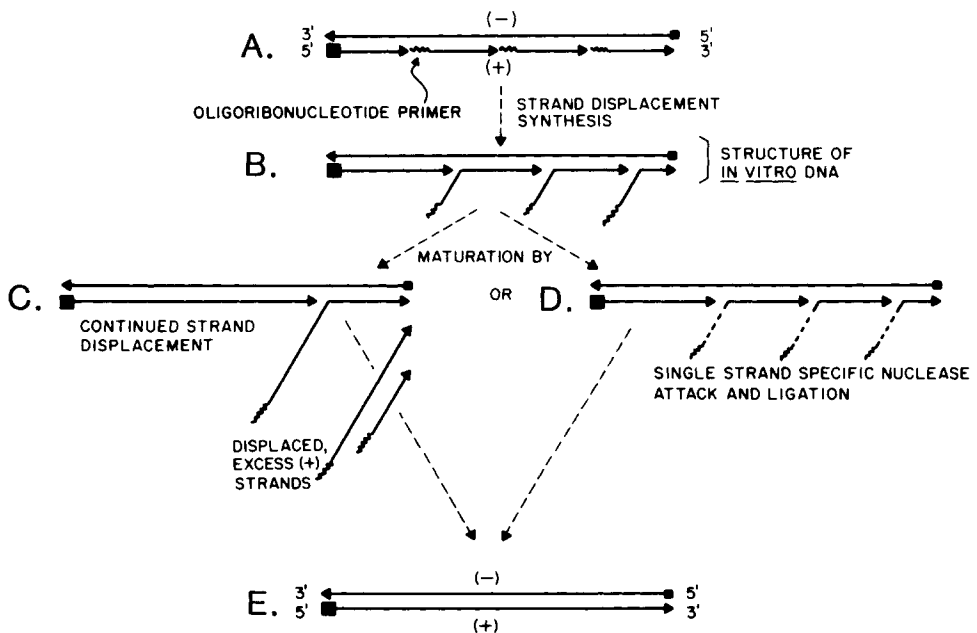 (-)
A. 3' 5'
5' 3'
(+)
OLIGORIBONUCLEOTIDE PRIMER
STRAND DISPLACEMENT
SYNTHESIS
B.
STRUCTURE OF
IN VITRO DNA
MATURATION BY
OR
C.
CONTINUED STRAND
DISPLACEMENT
DISPLACED,
EXCESS (+)
STRANDS
D.
SINGLE STRAND SPECIFIC NUCLEASE
ATTACK AND LIGATION
(-)
E. 3' 5'
5' 3'
(+)